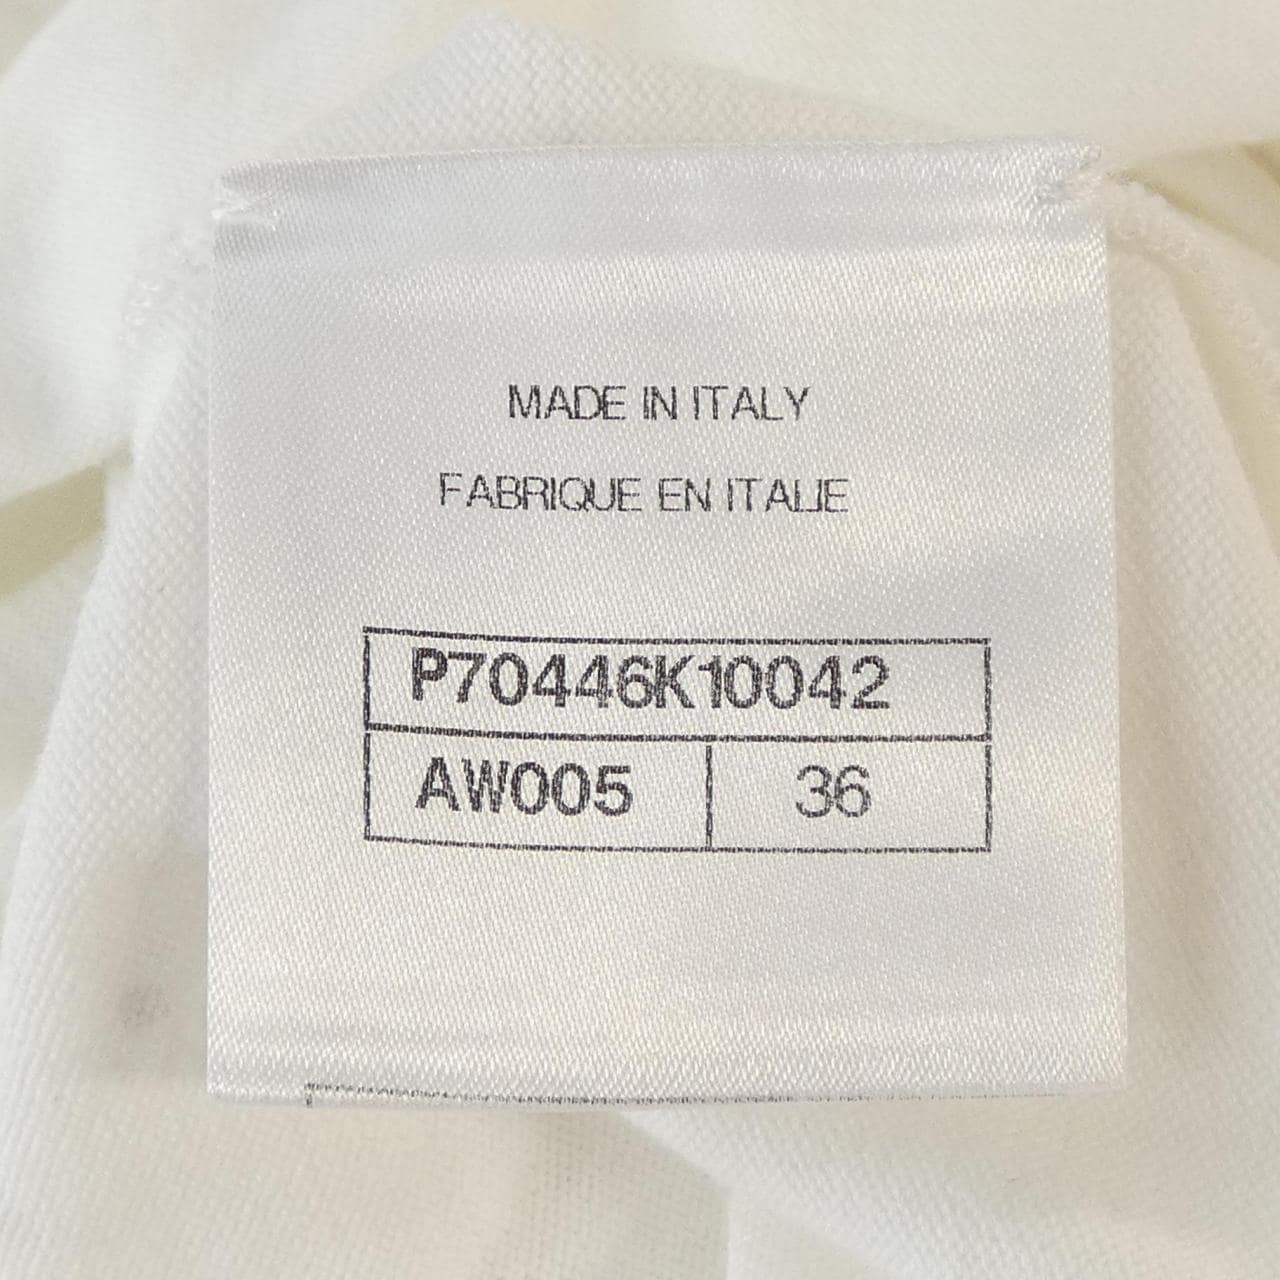 MADE IN ITALY
FABRIQUE EN ITALIE
P70446K10042
AW005 36